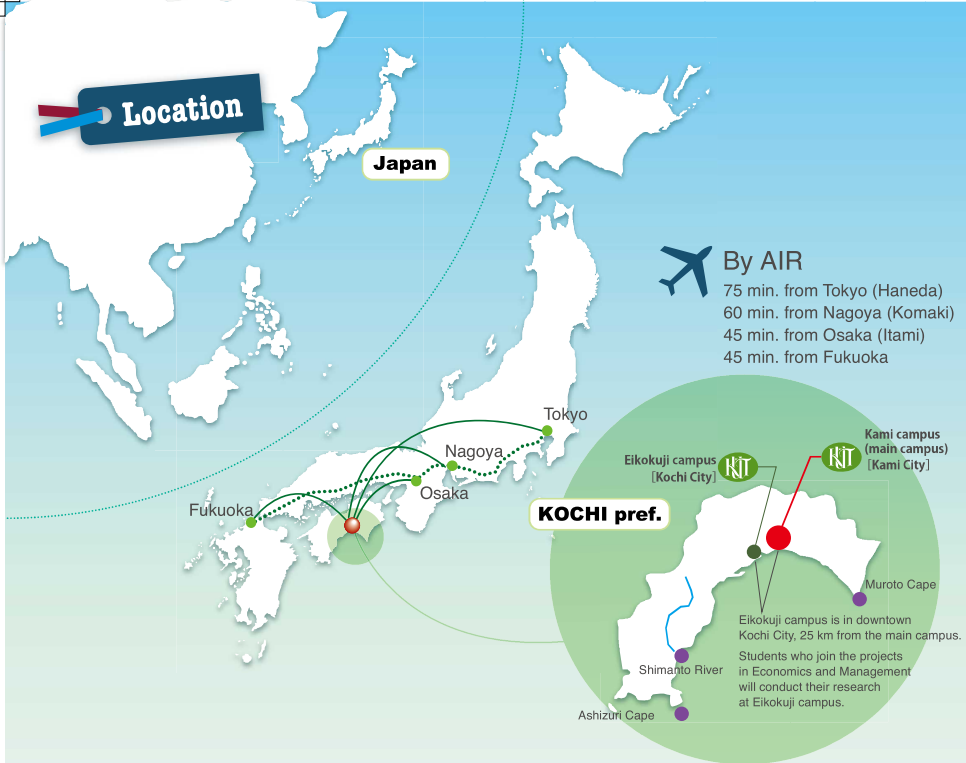 Location
Japan
By AIR
75 min. from Tokyo (Haneda)
60 min. from Nagoya (Komaki)
45 min. from Osaka (Itami)
45 min. from Fukuoka
Tokyo
Nagoya
Osaka
Fukuoka
KOCHI pref.
Eikokuji campus
[Kochi City]
KUT
Kami campus
(main campus)
[Kami City]
KUT
Muroto Cape
Eikokuji campus is in downtown
Kochi City, 25 km from the main campus.
Students who join the projects
in Economics and Management
will conduct their research
at Eikokuji campus.
Shimanto River
Ashizuri Cape